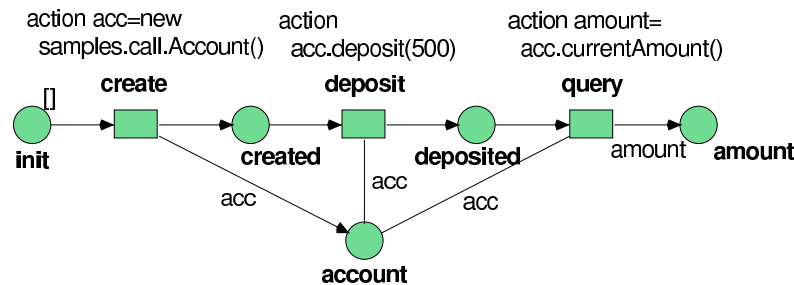 action acc=new
samples.call.Account()
action
acc.deposit(500)
action amount=
acc.currentAmount()
create
deposit
query
[]
init
created
deposited
amount
amount
acc
acc
acc
account